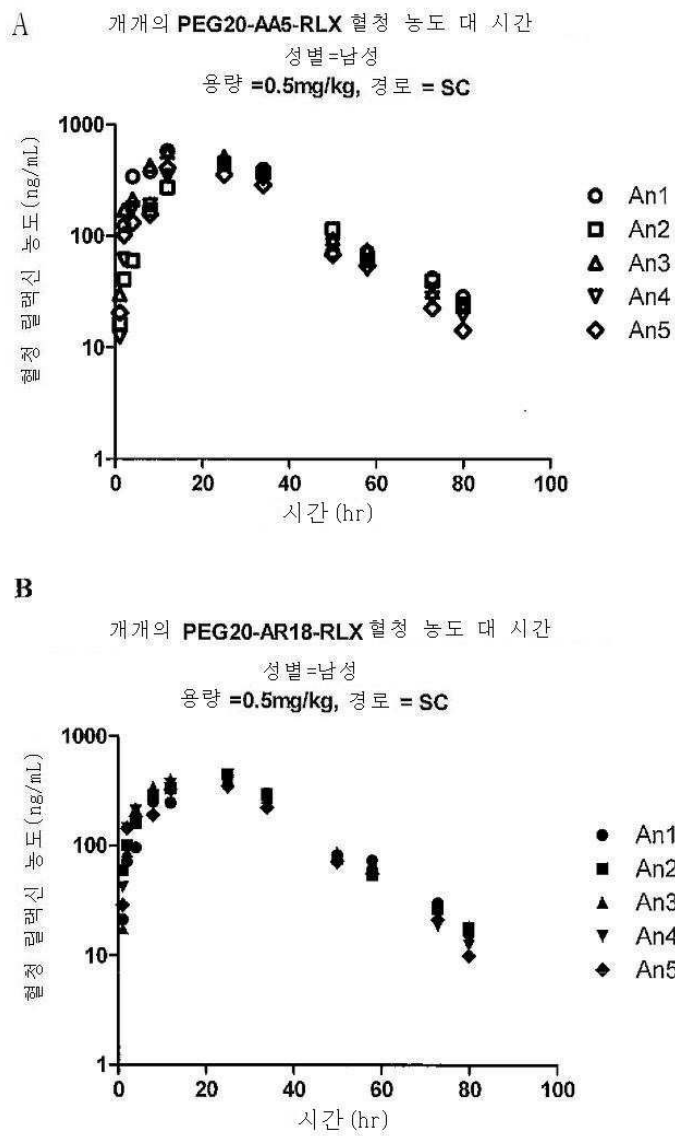 A
개개의 PEG20-AA5-RLX 혈청 농도 대 시간
성별=남성
용량 =0.5mg/kg, 경로 = SC
혈청 릴랙신 농도(ng/mL)
1000
100
10
1
0
20
40
60
80
100
시간(hr)
An1
An2
An3
An4
An5
B
개개의 PEG20-AR18-RLX 혈청 농도 대 시간
성별=남성
용량 =0.5mg/kg, 경로 = SC
혈청 릴랙신 농도(ng/mL)
1000
100
10
1
0
20
40
60
80
100
시간(hr)
An1
An2
An3
An4
An5